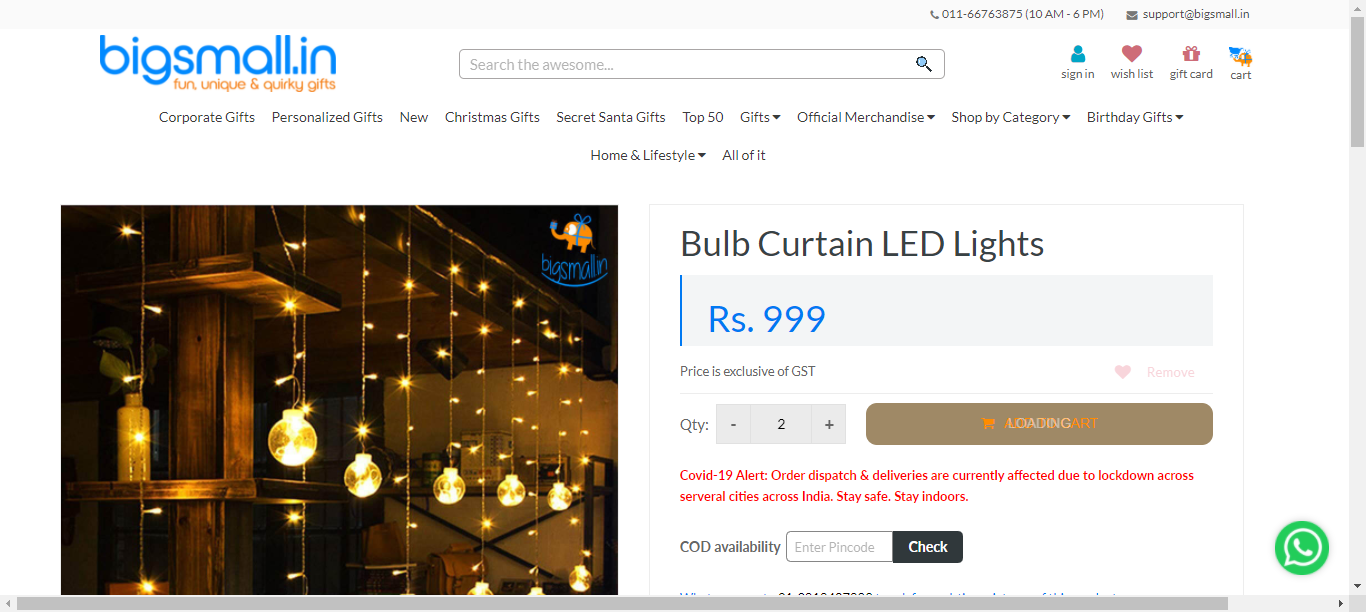 011-66763875 (10 AM - 6 PM) support@bigsmall.in
bigsmall.in
fun, unique & quirky gifts
Search the awesome...
sign in wish list gift card cart
Corporate Gifts Personalized Gifts New Christmas Gifts Secret Santa Gifts Top 50 Gifts Official Merchandise Shop by Category Birthday Gifts
Home & Lifestyle All of it
bigsmall.in
Bulb Curtain LED Lights
Rs. 999
Price is exclusive of GST Remove
Qty: - 2 + LOADING
Covid-19 Alert: Order dispatch & deliveries are currently affected due to lockdown across
serveral cities across India. Stay safe. Stay indoors.
COD availability Enter Pincode Check